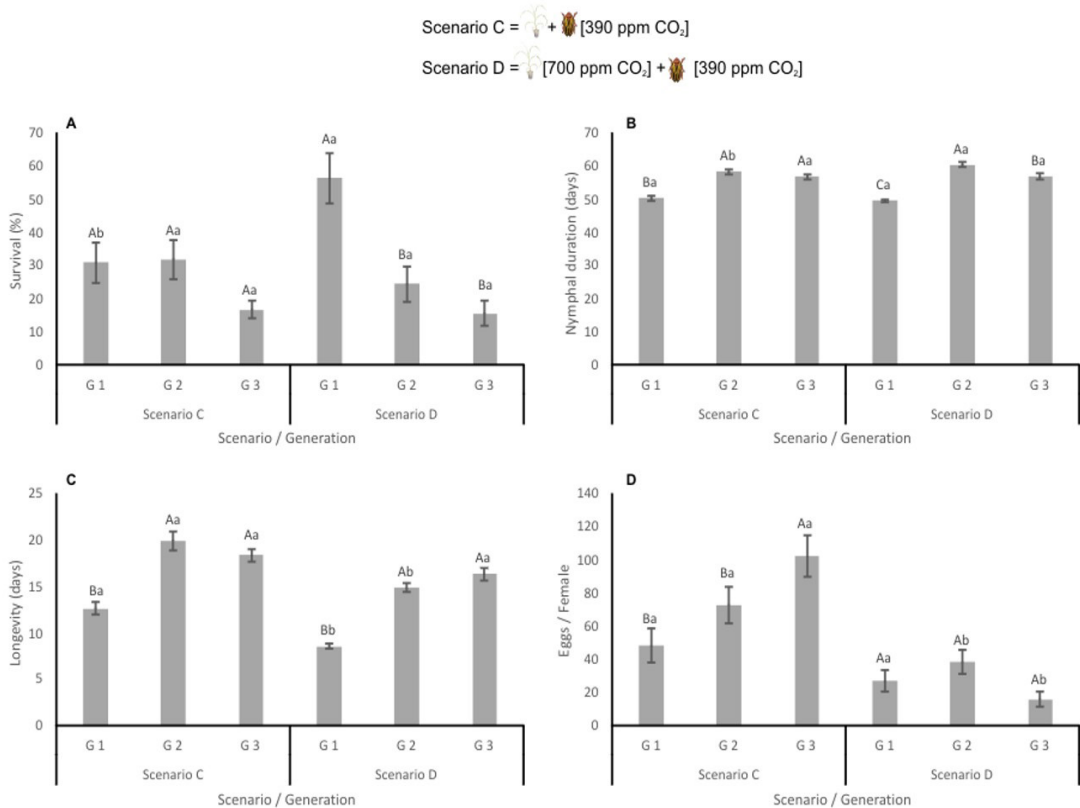 Scenario C = + [390 ppm CO₂]
Scenario D = [700 ppm CO₂] + [390 ppm CO₂]
A
70
60
50
40
30
20
10
0
Survival (%)
Ab
Aa
Aa
Aa
Ba
Ba
G 1 G 2 G 3 G 1 G 2 G 3
Scenario C Scenario D
Scenario / Generation
B
70
60
50
40
30
20
10
0
Nymphal duration (days)
Ba
Ab
Aa
Ca
Aa
Ba
G 1 G 2 G 3 G 1 G 2 G 3
Scenario C Scenario D
Scenario / Generation
C
25
20
15
10
5
0
Longevity (days)
Ba
Aa
Aa
Bb
Ab
Aa
G 1 G 2 G 3 G 1 G 2 G 3
Scenario C Scenario D
Scenario / Generation
D
140
120
100
80
60
40
20
0
Eggs / Female
Ba
Ba
Aa
Aa
Ab
Ab
G 1 G 2 G 3 G 1 G 2 G 3
Scenario C Scenario D
Scenario / Generation